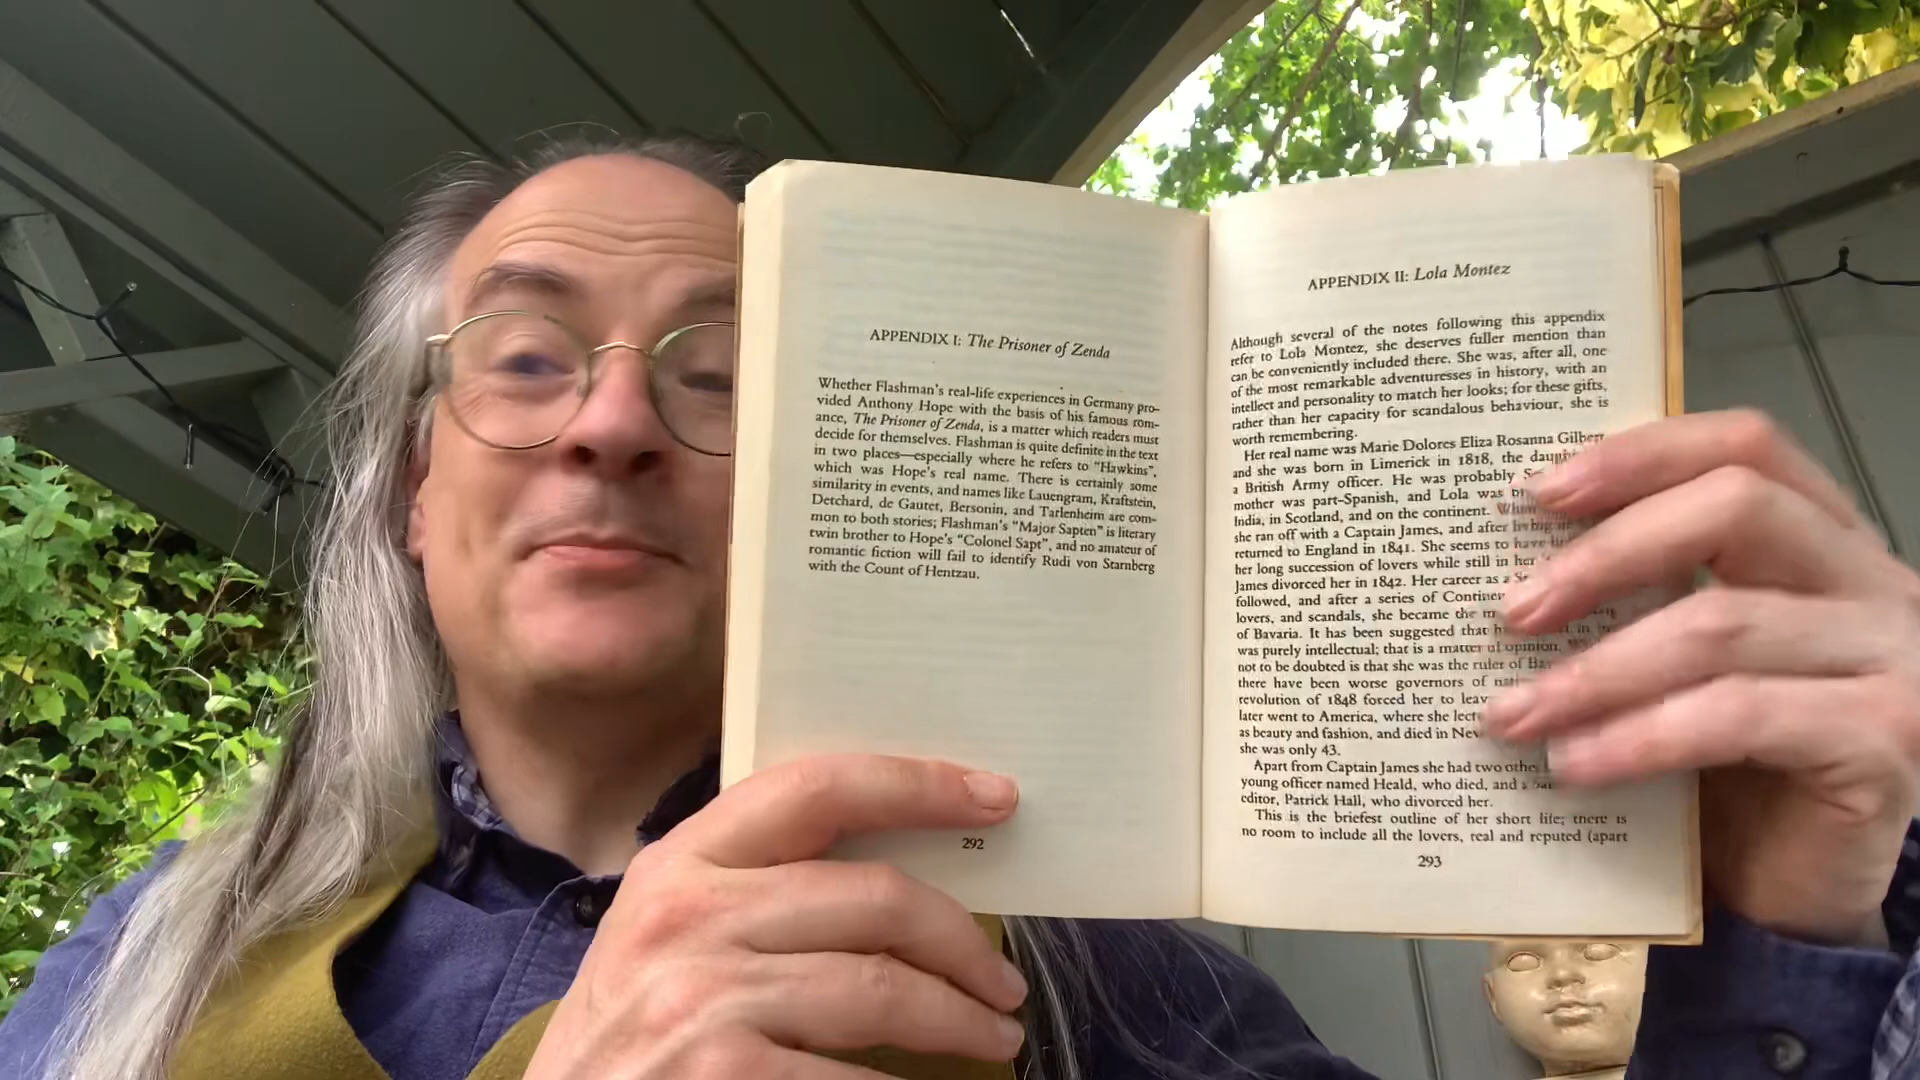 APPENDIX I: The Prisoner of Zenda
Whether Flashman's real-life experiences in Germany pro-
vided Anthony Hope with the basis of his famous rom-
ance, The Prisoner of Zenda, is a matter which readers must
decide for themselves. Flashman is quite definite in the text
in two places—especially where he refers to "Hawkins",
which was Hope's real name. There is certainly some
similarity in events, and names like Lauengram, Kraftstein,
Detchard, de Gautet, Bersonin, and Tarlenheim are com-
mon to both stories; Flashman's "Major Sapten" is literary
twin brother to Hope's "Colonel Sapt", and no amateur of
romantic fiction will fail to identify Rudi von Starnberg
with the Count of Hentzau.
292
APPENDIX II: Lola Montez
Although several of the notes following this appendix
refer to Lola Montez, she deserves fuller mention than
can be conveniently included there. She was, after all, one
of the most remarkable adventuresses in history, with an
intellect and personality to match her looks; for these gifts,
rather than her capacity for scandalous behaviour, she is
worth remembering.
Her real name was Marie Dolores Eliza Rosanna Gilbert
and she was born in Limerick in 1818, the
a British Army officer. He was probably
mother was part-Spanish, and Lola was
India, in Scotland, and on the continent.
she ran off with a Captain James, and after
returned to England in 1841. She seems to have
her long succession of lovers while still in her
James divorced her in 1842. Her career as a
followed, and after a series of
lovers, and scandals, she became the
of Bavaria. It has been suggested that
was purely intellectual; that is a matter of opinion.
not to be doubted is that she was the ruler of
there have been worse governors of
revolution of 1848 forced her to
later went to America, where she
as beauty and fashion, and died in
she was only 43.
Apart from Captain James she had two
young officer named Heald, who died, and
editor, Patrick Hall, who divorced her.
This is the briefest outline of her short life; there is
no room to include all the lovers, real and reputed (apart
293